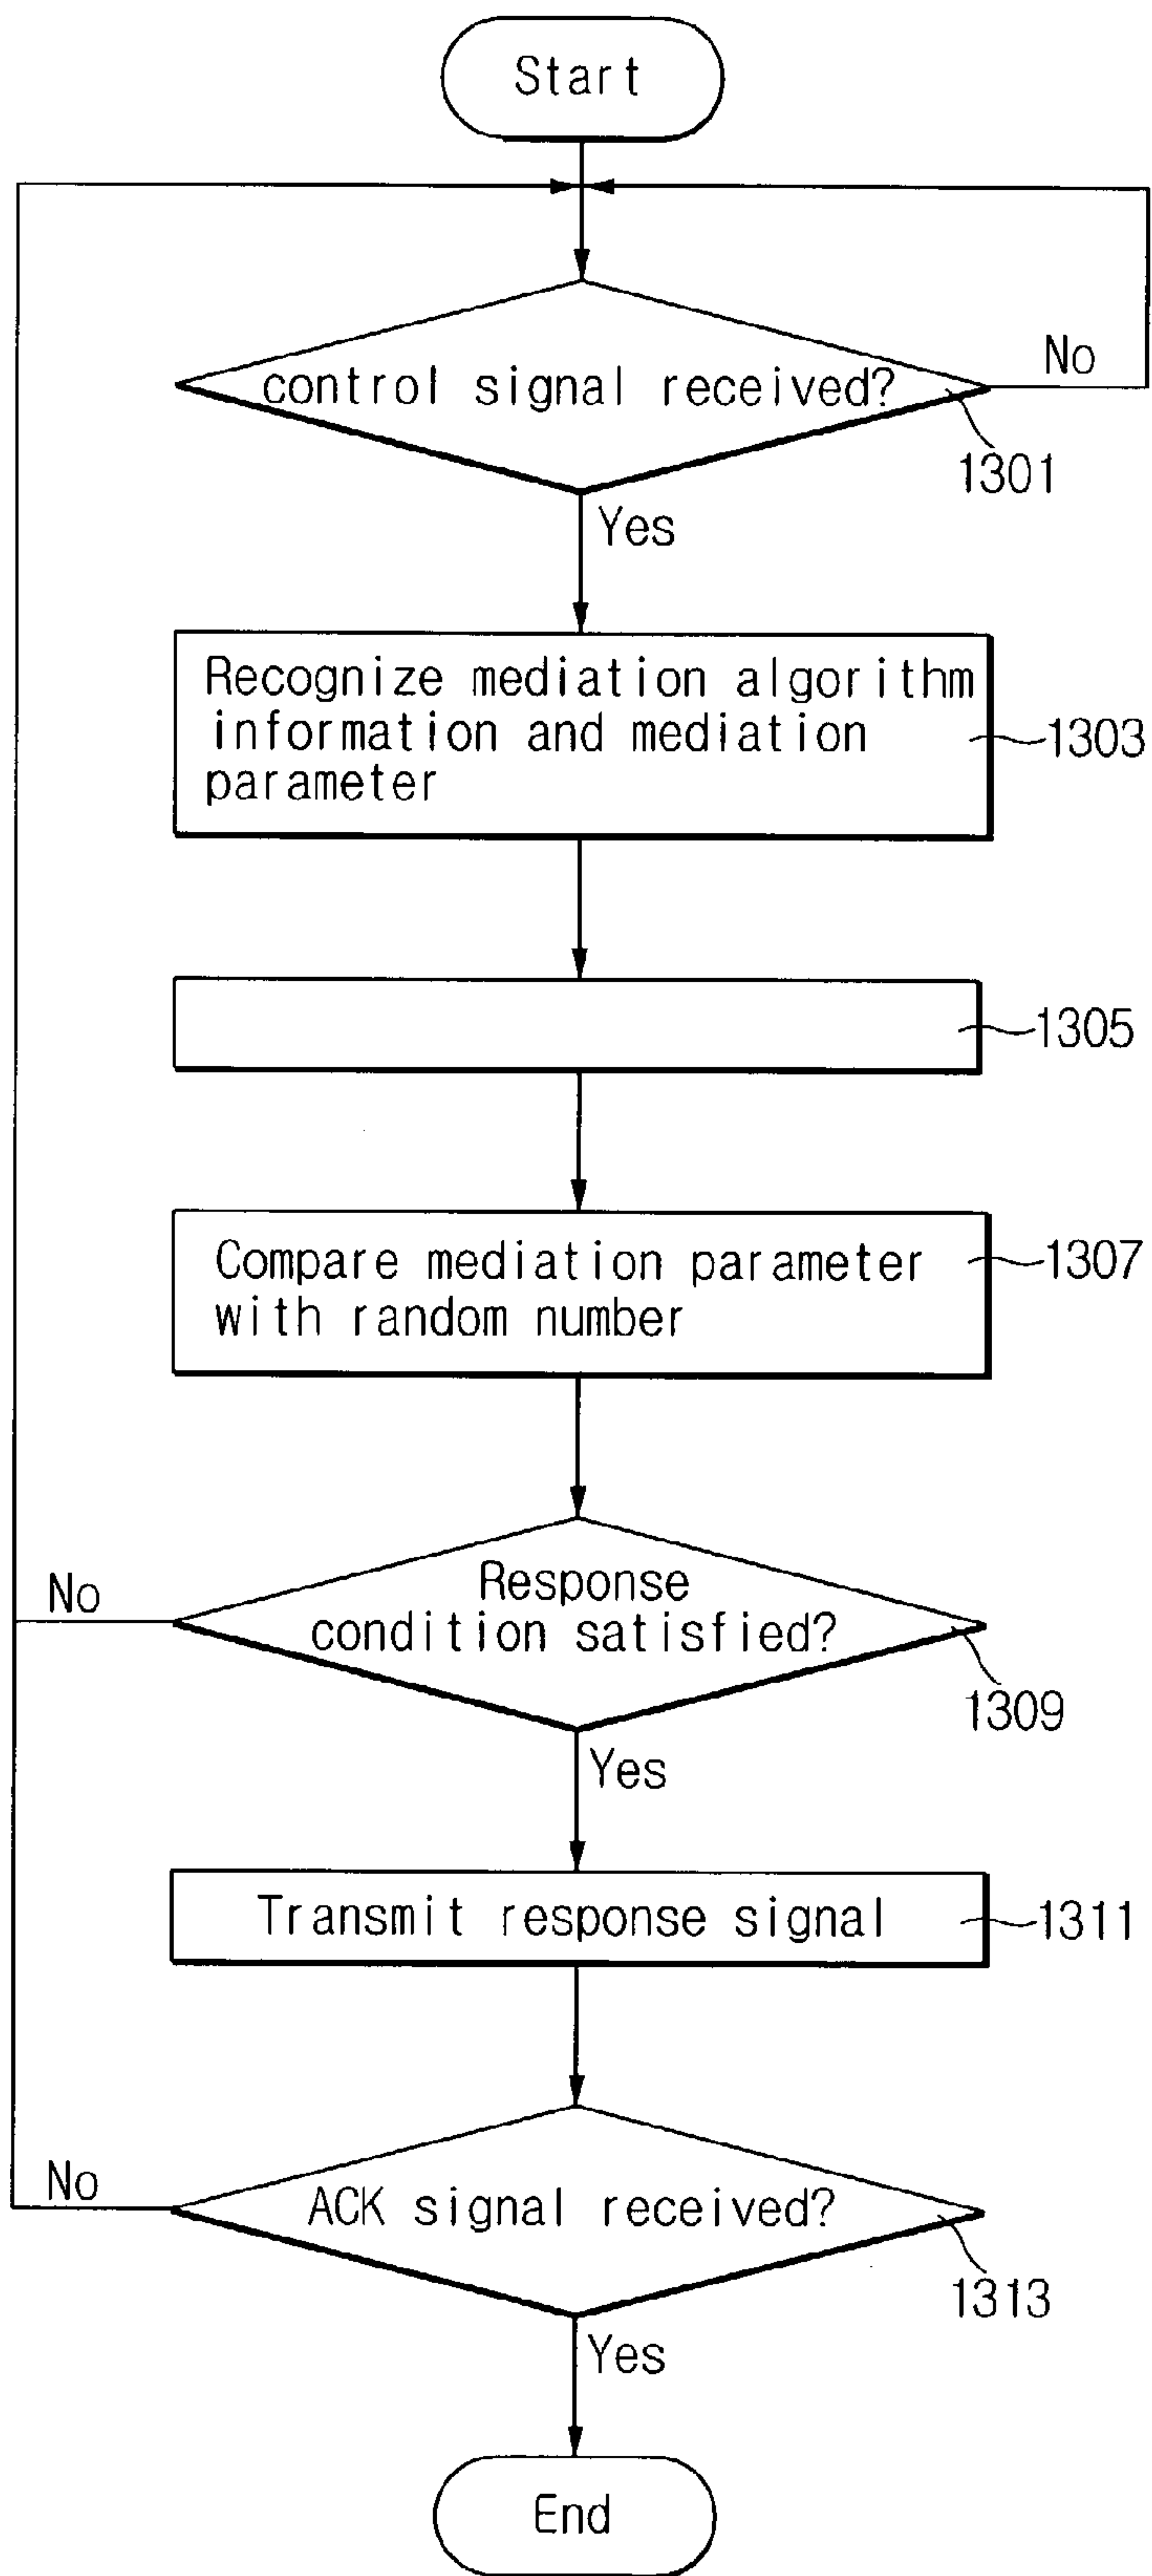 Start
control signal received?
No
1301
Yes
Recognize mediation algorithm
information and mediation
parameter
1303
1305
Compare mediation parameter
with random number
1307
Response
condition satisfied?
No
1309
Yes
Transmit response signal
1311
ACK signal received?
No
1313
Yes
End